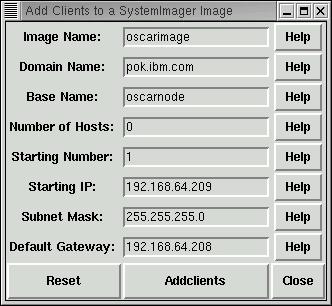 Add Clients to a SystemImager Image
Image Name: oscarimage Help
Domain Name: pok.ibm.com Help
Base Name: oscarnode Help
Number of Hosts: 0 Help
Starting Number: 1 Help
Starting IP: 192.168.64.209 Help
Subnet Mask: 255.255.255.0 Help
Default Gateway: 192.168.64.208 Help
Reset Addclients Close